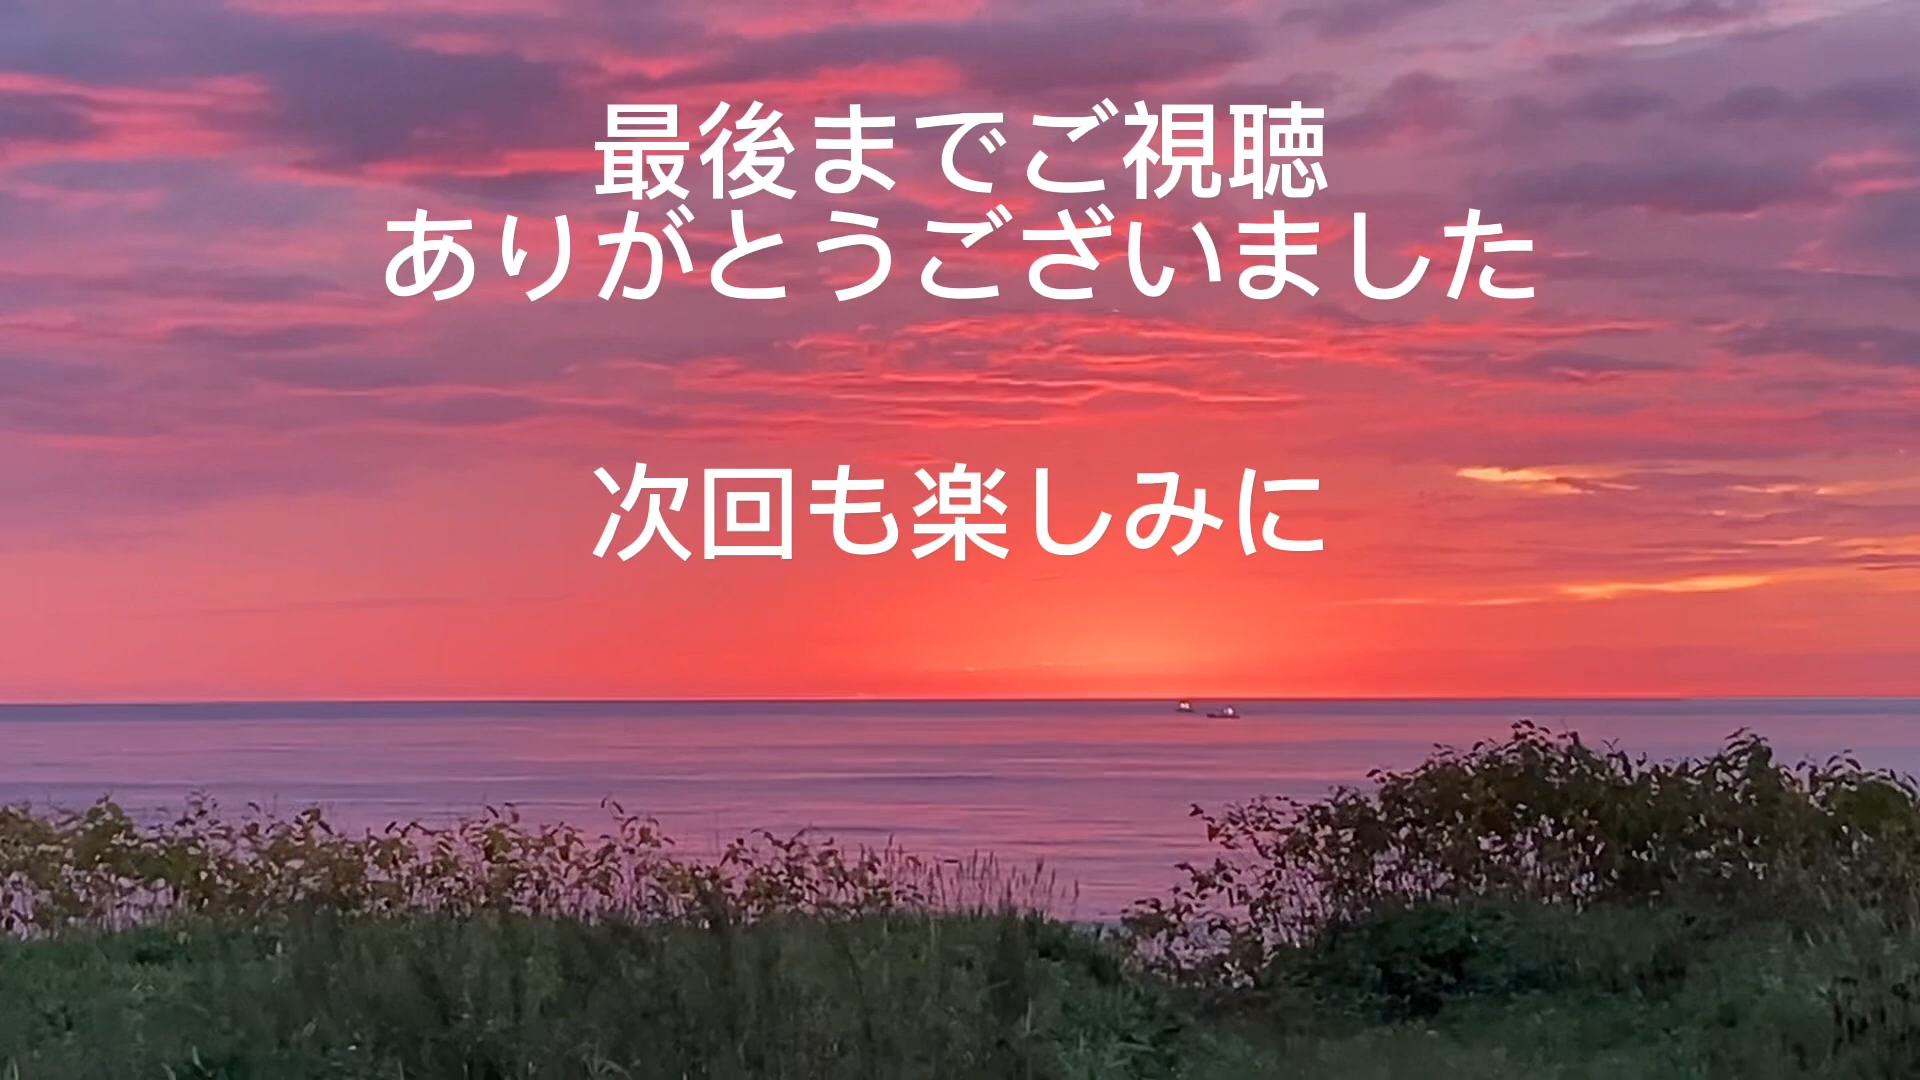 最後までご視聴
ありがとうございました
次回も楽しみに